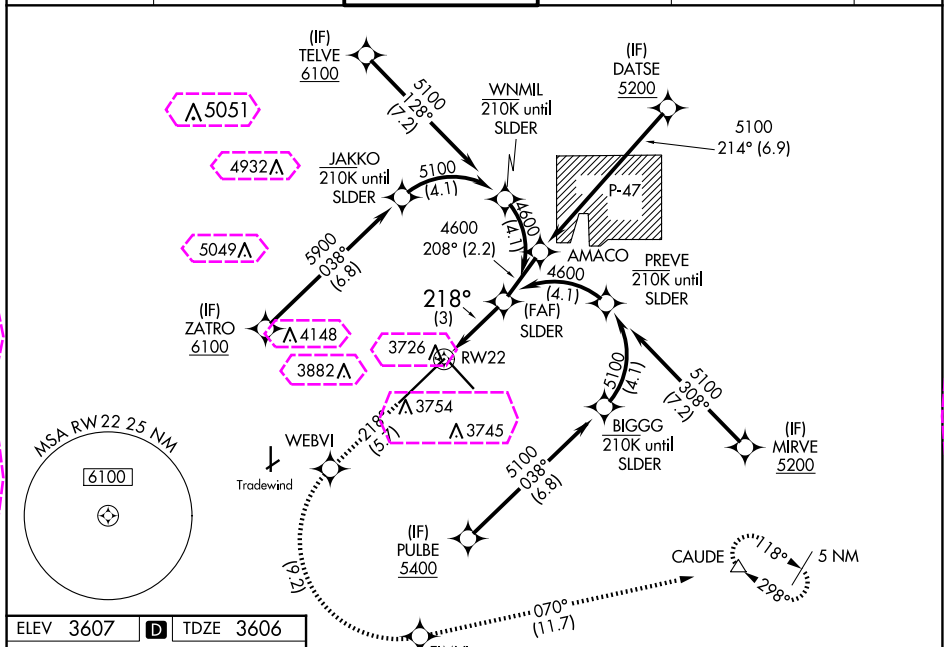 (IF)
TELVE
6100
5100
128°
(7.2)
WNMIL
210K until
SLDER
(IF)
DATSE
5200
5100
214° (6.9)
5051
4932
5049
JAKKO
210K until
SLDER
5100
(4.1)
P-47
4600
(4.1)
4600
208° (2.2)
AMACO
5900
038°
(6.8)
PREVE
210K until
SLDER
4600
(4.1)
218°
(3)
(FAF)
SLDER
(IF)
ZATRO
6100
4148
3882
3726
RW22
3754
3745
5100
(4.1)
5100
308°
(7.2)
BIGGG
210K until
SLDER
(IF)
MIRVE
5200
MSA RW22 25 NM
6100
WEBVI
218°
(5.7)
Tradewind
5100
038°
(6.8)
(IF)
PULBE
5400
(9.2)
CAUDE
118°
298°
5 NM
070°
(11.7)
ELEV 3607
D
TDZE 3606